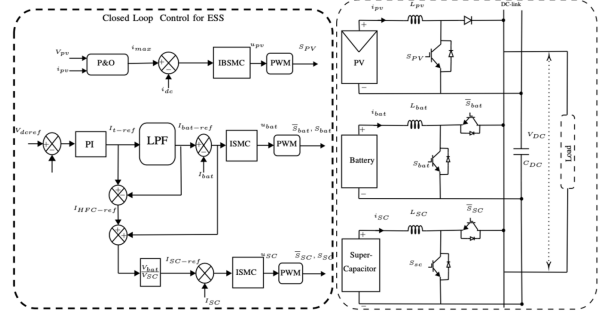 Closed Loop Control for ESS
V_pv
i_pv
P&O
i_max
i_dc
IBSMC
u_pv
PWM
S_PV
V_dcref
PI
I_t-ref
LPF
I_bat-ref
I_bat
ISMC
u_bat
PWM
S̅_bat, S_bat
I_HFC-ref
V_bat
V_SC
I_SC-ref
I_SC
ISMC
u_SC
PWM
S̅_SC, S_SC
DC-link
i_pv
L_pv
PV
S_PV
i_bat
L_bat
S̅_bat
Battery
S_bat
C_DC
V_DC
Load
i_SC
L_SC
S̅_SC
Super-
Capacitor
S_sc